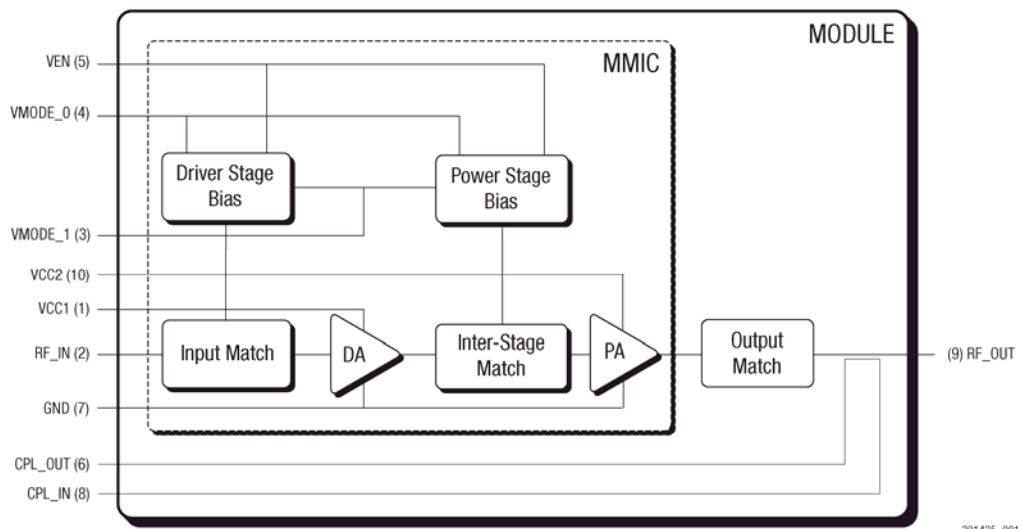 MODULE
MMIC
VEN (5)
VMODE_0 (4)
Driver Stage
Bias
Power Stage
Bias
VMODE_1 (3)
VCC2 (10)
VCC1 (1)
RF_IN (2)
Input Match
DA
Inter-Stage
Match
PA
Output
Match
(9) RF_OUT
GND (7)
CPL_OUT (6)
CPL_IN (8)